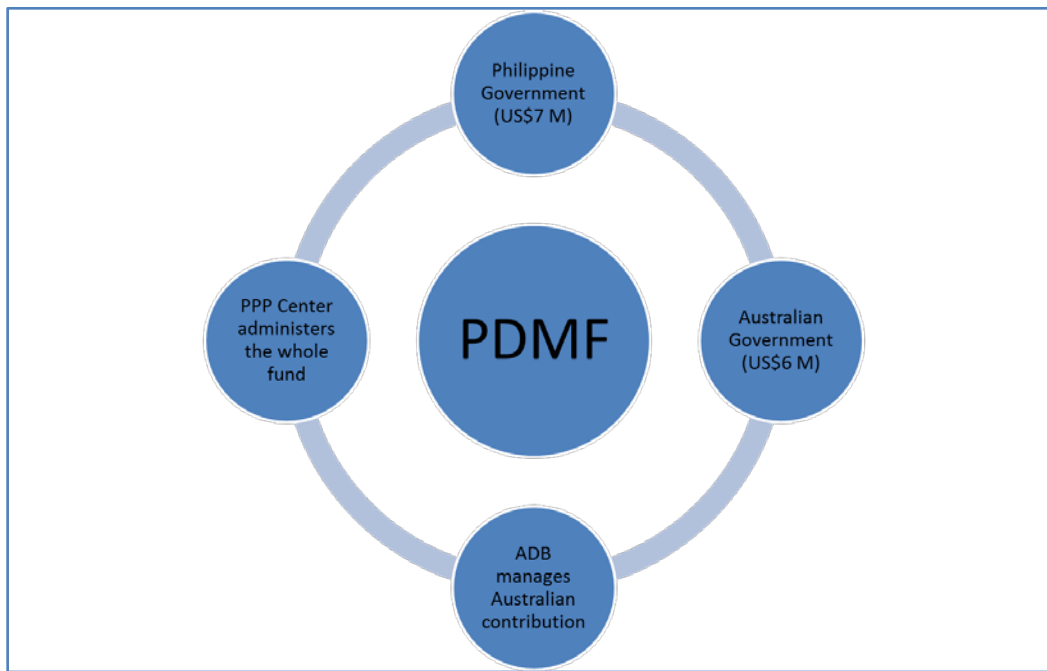 Philippine
Government
(US$7 M)
PPP Center
administers
the whole
fund
PDMF
Australian
Government
(US$6 M)
ADB
manages
Australian
contribution